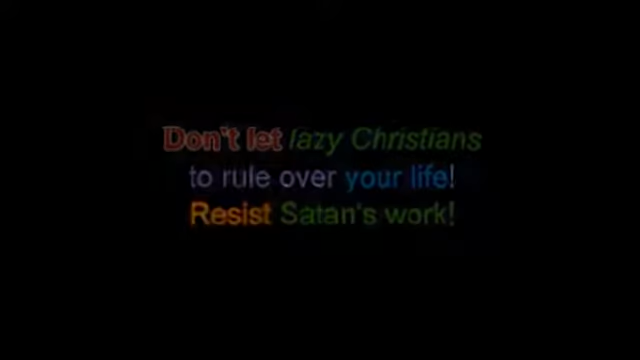 Don't let lazy Christians
to rule over your life!
Resist Satan's work!